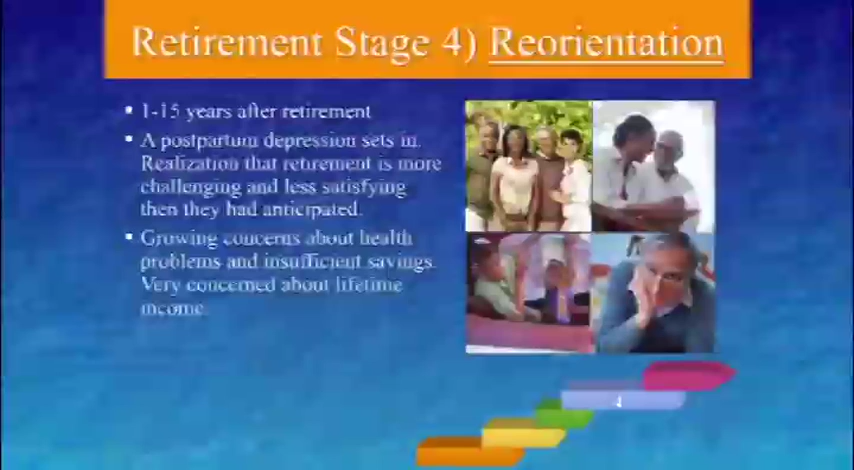 Retirement Stage 4) Reorientation
1-15 years after retirement
A postpartum depression sets in.
Realization that retirement is more
challenging and less satisfying
then they had anticipated.
Growing concerns about health
problems and insufficient savings.
Very concerned about lifetime
income.
4